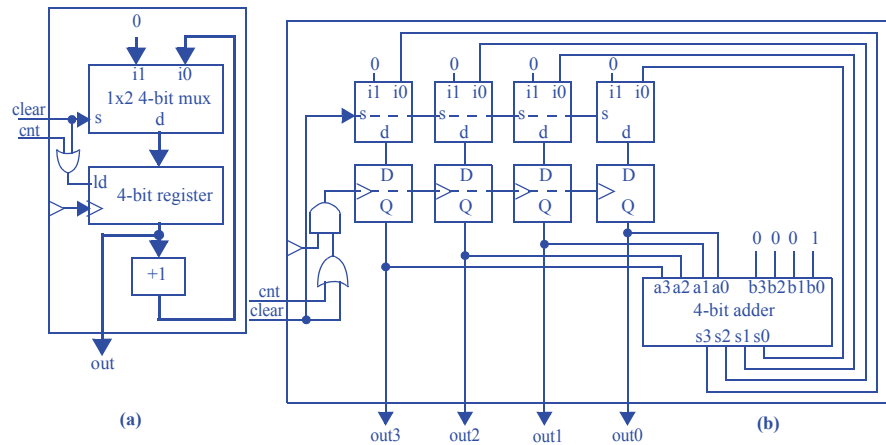 0
i1 i0
1x2 4-bit mux
s d
clear
cnt
ld
4-bit register
+1
out
(a)
0 0 0 0
i1 i0 i1 i0 i1 i0 i1 i0
s s
d d d d
D D D D
Q Q Q Q
cnt
clear
0 0 0 1
a3 a2 a1 a0 b3 b2 b1 b0
4-bit adder
s3 s2 s1 s0
out3 out2 out1 out0
(b)